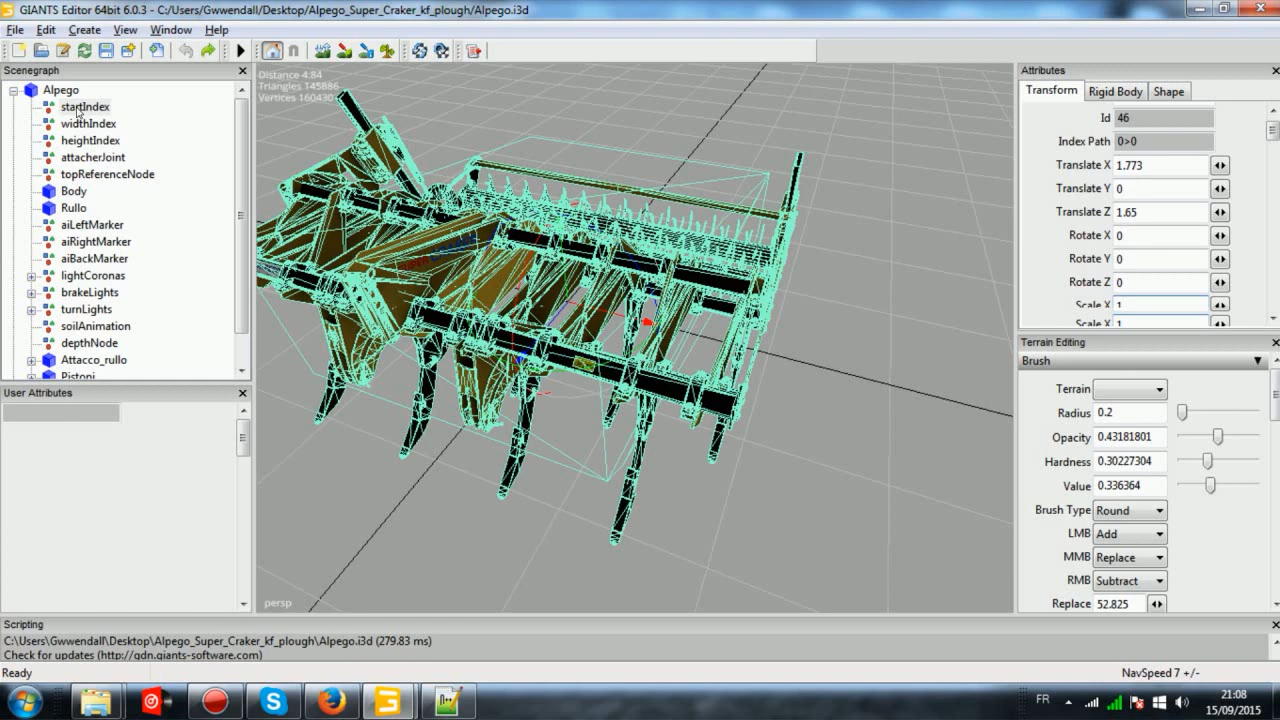 GIANTS Editor 64bit 6.0.3 - C:/Users/Gwwendall/Desktop/Alpego_Super_Craker_kf_plough/Alpego.i3d
File Edit Create View Window Help
Scenegraph
Alpego
startIndex
widthIndex
heightIndex
attacherJoint
topReferenceNode
Body
Rullo
aiLeftMarker
aiRightMarker
aiBackMarker
lightCoronas
brakeLights
turnLights
soilAnimation
depthNode
Attacco_rullo
Pistoni
User Attributes
Distance 4.84
Triangles 145886
Vertices 160430
persp
Attributes
Transform Rigid Body Shape
Id 46
Index Path 0>0
Translate X 1.773
Translate Y 0
Translate Z 1.65
Rotate X 0
Rotate Y 0
Rotate Z 0
Scale X 1
Scale X 1
Terrain Editing
Brush
Terrain
Radius 0.2
Opacity 0.43181801
Hardness 0.30227304
Value 0.336364
Brush Type Round
LMB Add
MMB Replace
RMB Subtract
Replace 52.825
Scripting
C:\Users\Gwwendall\Desktop\Alpego_Super_Craker_kf_plough\Alpego.i3d (279.83 ms)
Check for updates (http://gdn.giants-software.com)
Ready
NavSpeed 7 +/-
FR
21:08
15/09/2015